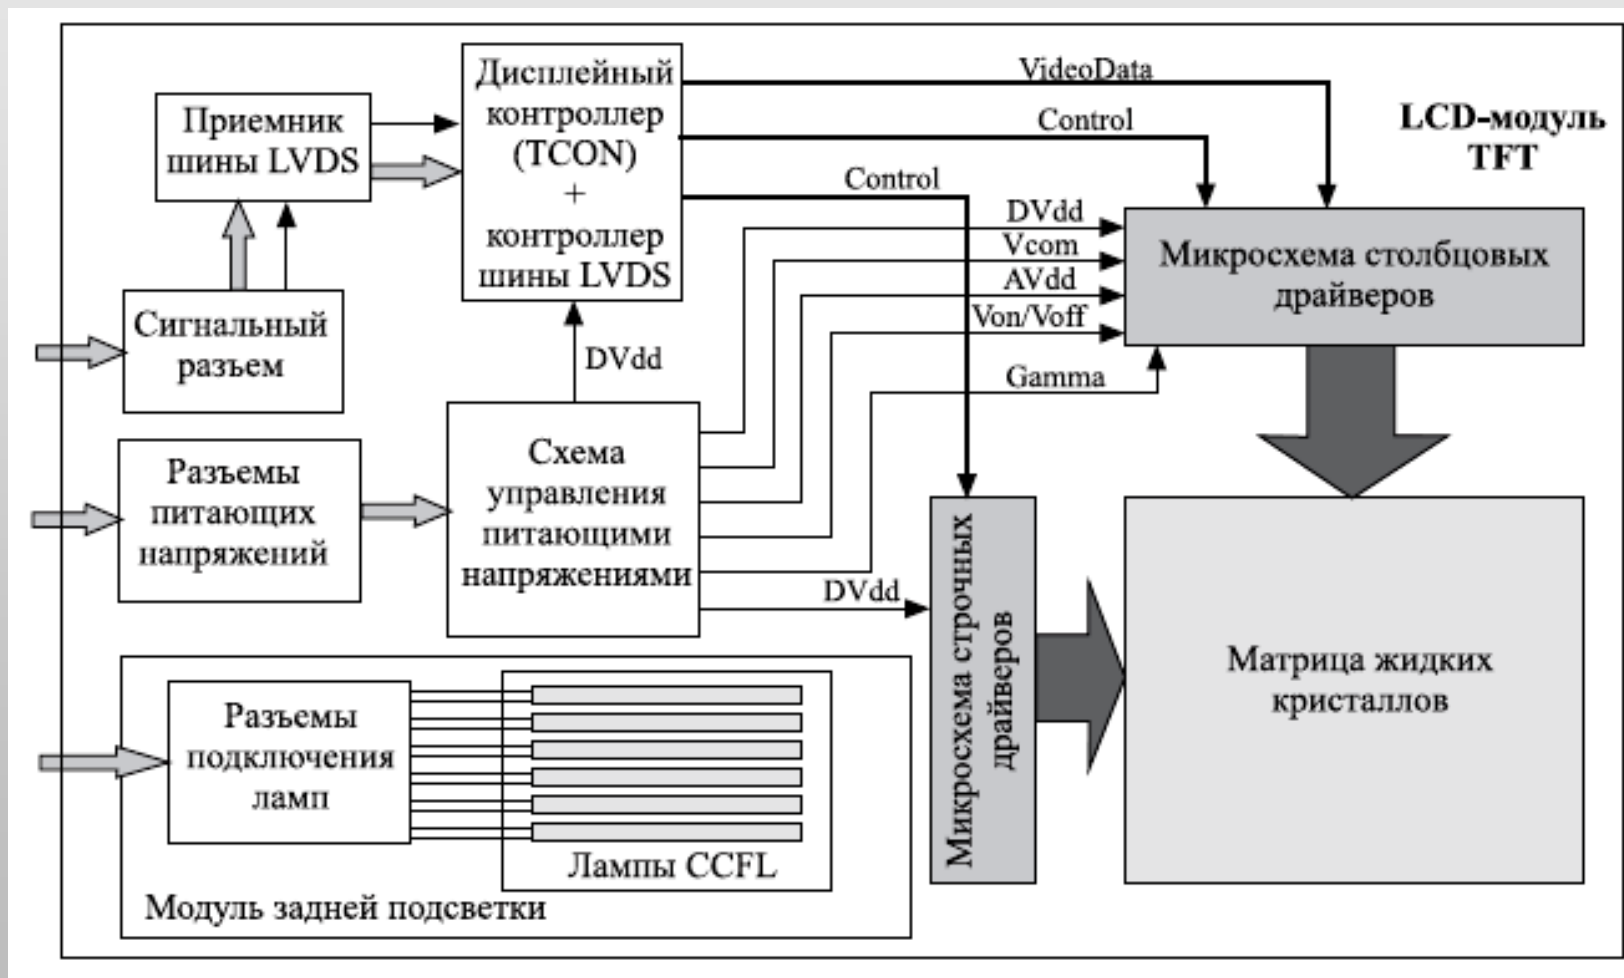 Приемник
шины LVDS
Дисплейный
контроллер
(TCON)
+
контроллер
шины LVDS
VideoData
Control
Control
LCD-модуль
TFT
DVdd
Vcom
AVdd
Von/Voff
Gamma
Микросхема столбцовых
драйверов
Сигнальный
разъем
DVdd
Разъемы
питающих
напряжений
Схема
управления
питающими
напряжениями
DVdd
Микросхема строчных
драйверов
Матрица жидких
кристаллов
Разъемы
подключения
ламп
Лампы CCFL
Модуль задней подсветки